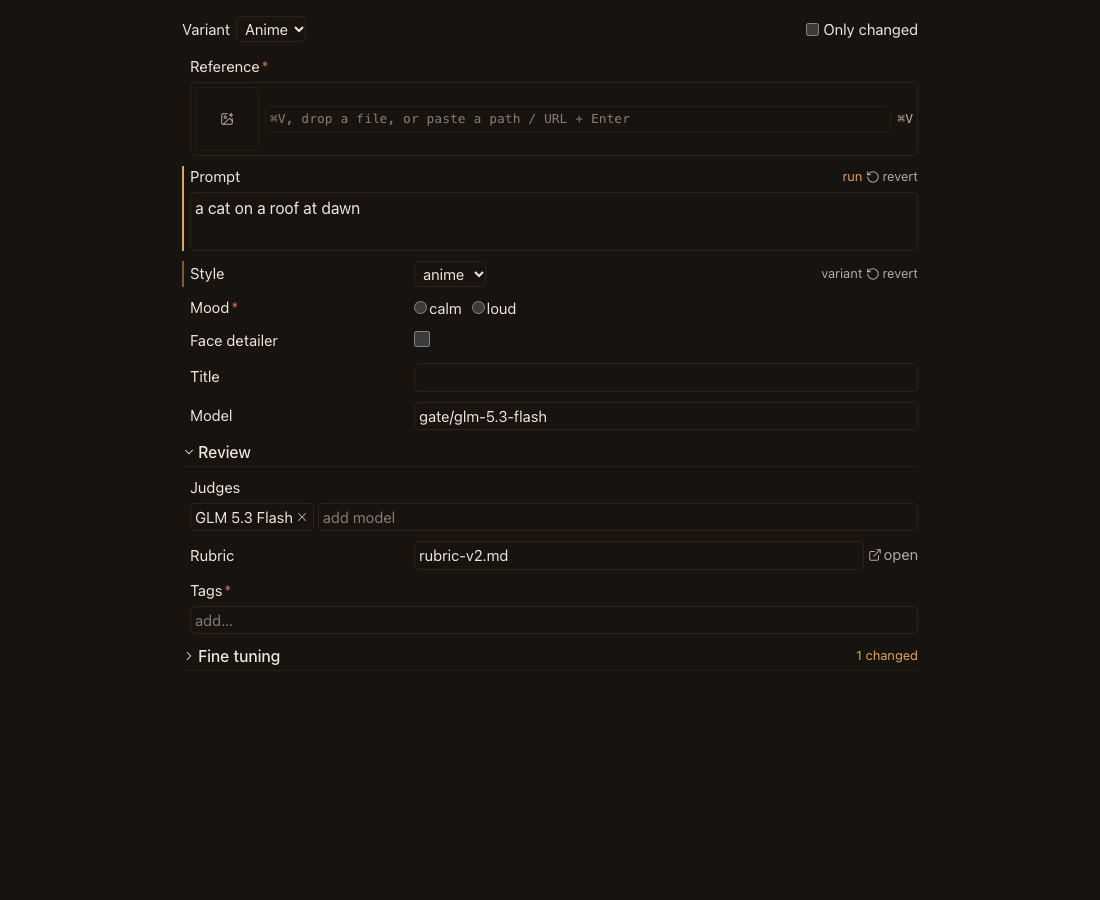 Variant Anime Only changed
Reference*
⌘V, drop a file, or paste a path / URL + Enter ⌘V
Prompt run revert
a cat on a roof at dawn
Style anime variant revert
Mood* calm loud
Face detailer
Title
Model gate/glm-5.3-flash
Review
Judges
GLM 5.3 Flash × add model
Rubric rubric-v2.md open
Tags*
add...
Fine tuning 1 changed